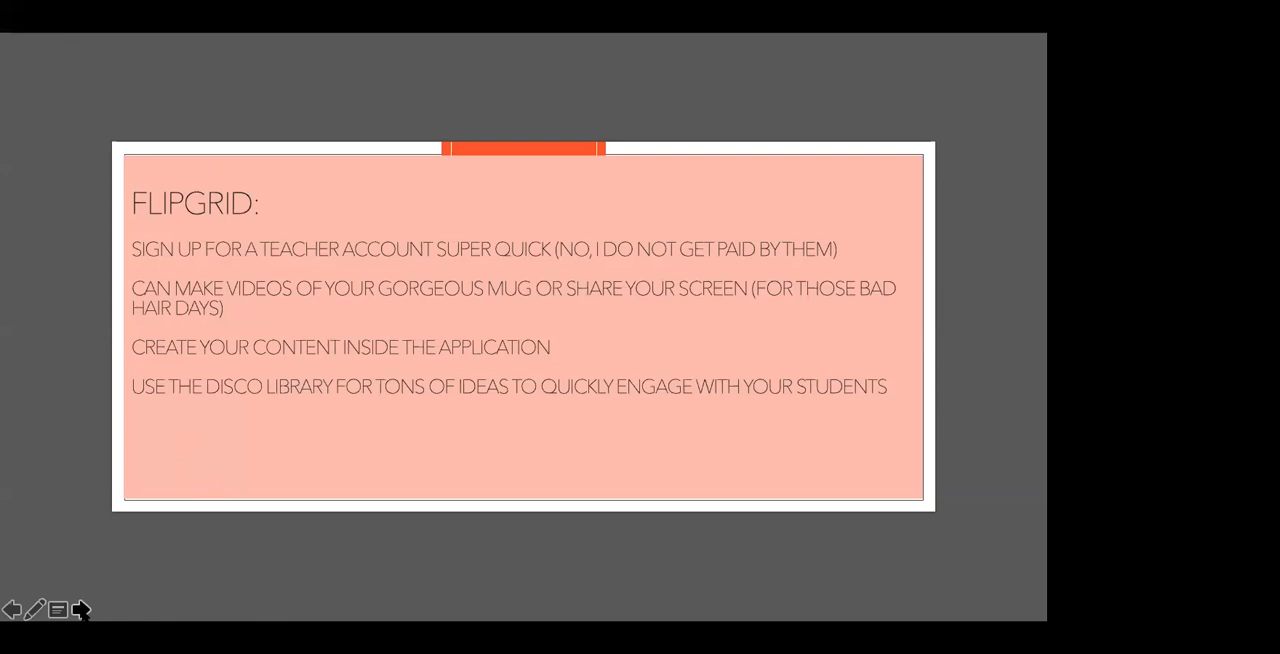 FLIPGRID:
SIGN UP FOR A TEACHER ACCOUNT SUPER QUICK (NO, I DO NOT GET PAID BY THEM)
CAN MAKE VIDEOS OF YOUR GORGEOUS MUG OR SHARE YOUR SCREEN (FOR THOSE BAD
HAIR DAYS)
CREATE YOUR CONTENT INSIDE THE APPLICATION
USE THE DISCO LIBRARY FOR TONS OF IDEAS TO QUICKLY ENGAGE WITH YOUR STUDENTS